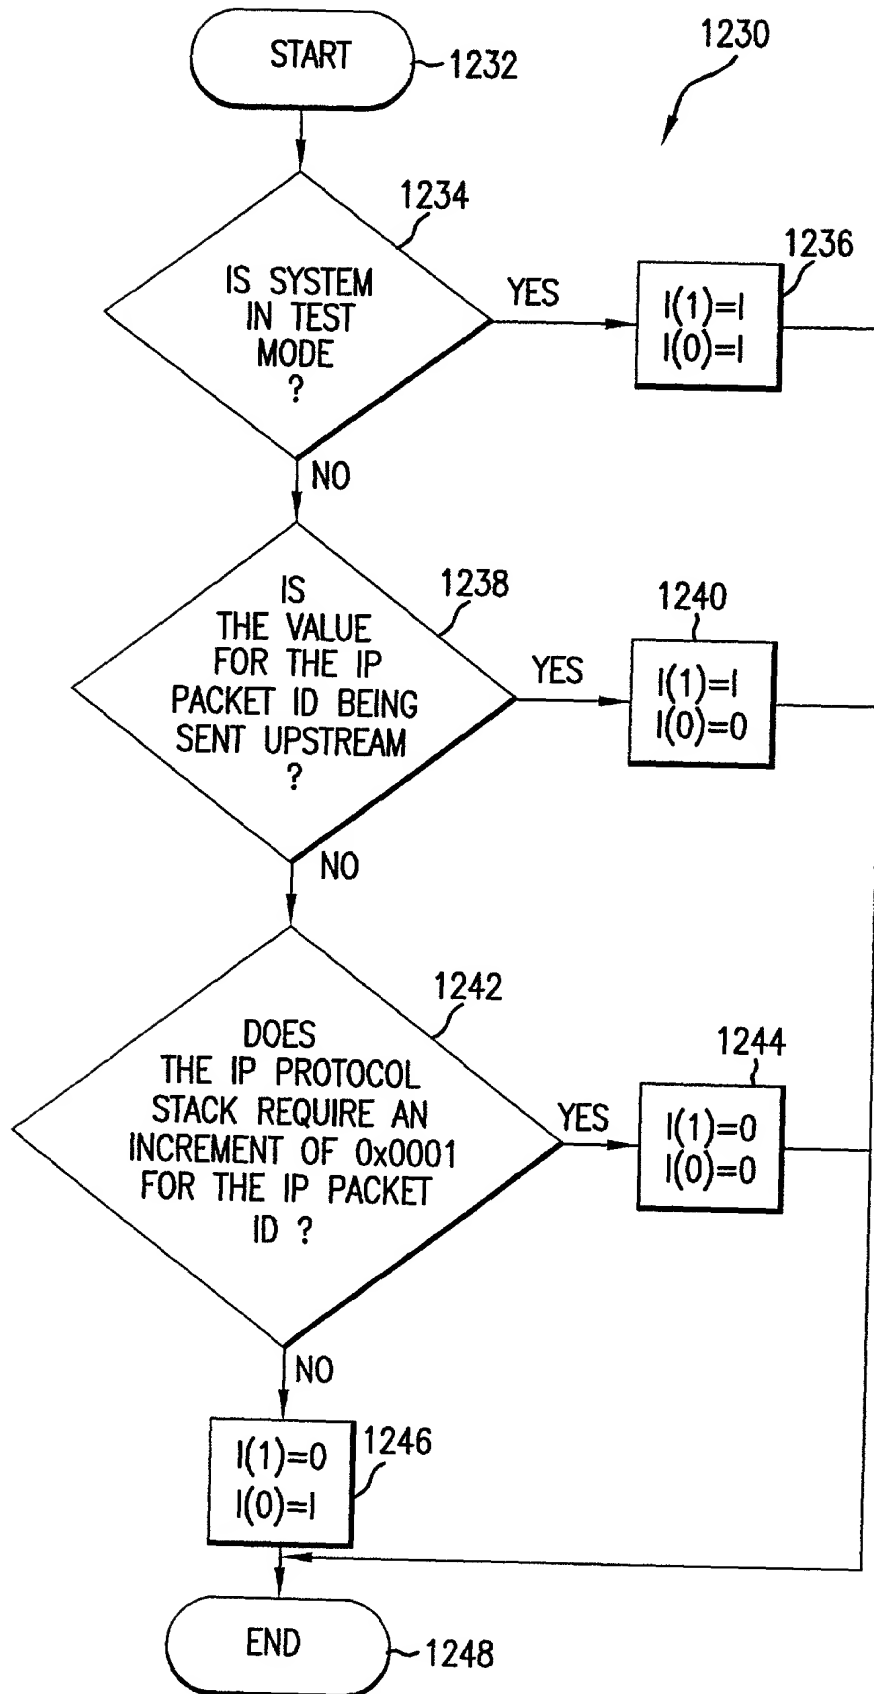 START
1232
1230
1234
IS SYSTEM
IN TEST
MODE
?
YES
1236
I(1)=I
I(0)=I
NO
1238
IS
THE VALUE
FOR THE IP
PACKET ID BEING
SENT UPSTREAM
?
YES
1240
I(1)=I
I(0)=0
NO
1242
DOES
THE IP PROTOCOL
STACK REQUIRE AN
INCREMENT OF 0x0001
FOR THE IP PACKET
ID ?
YES
1244
I(1)=0
I(0)=0
NO
1246
I(1)=0
I(0)=I
END
1248